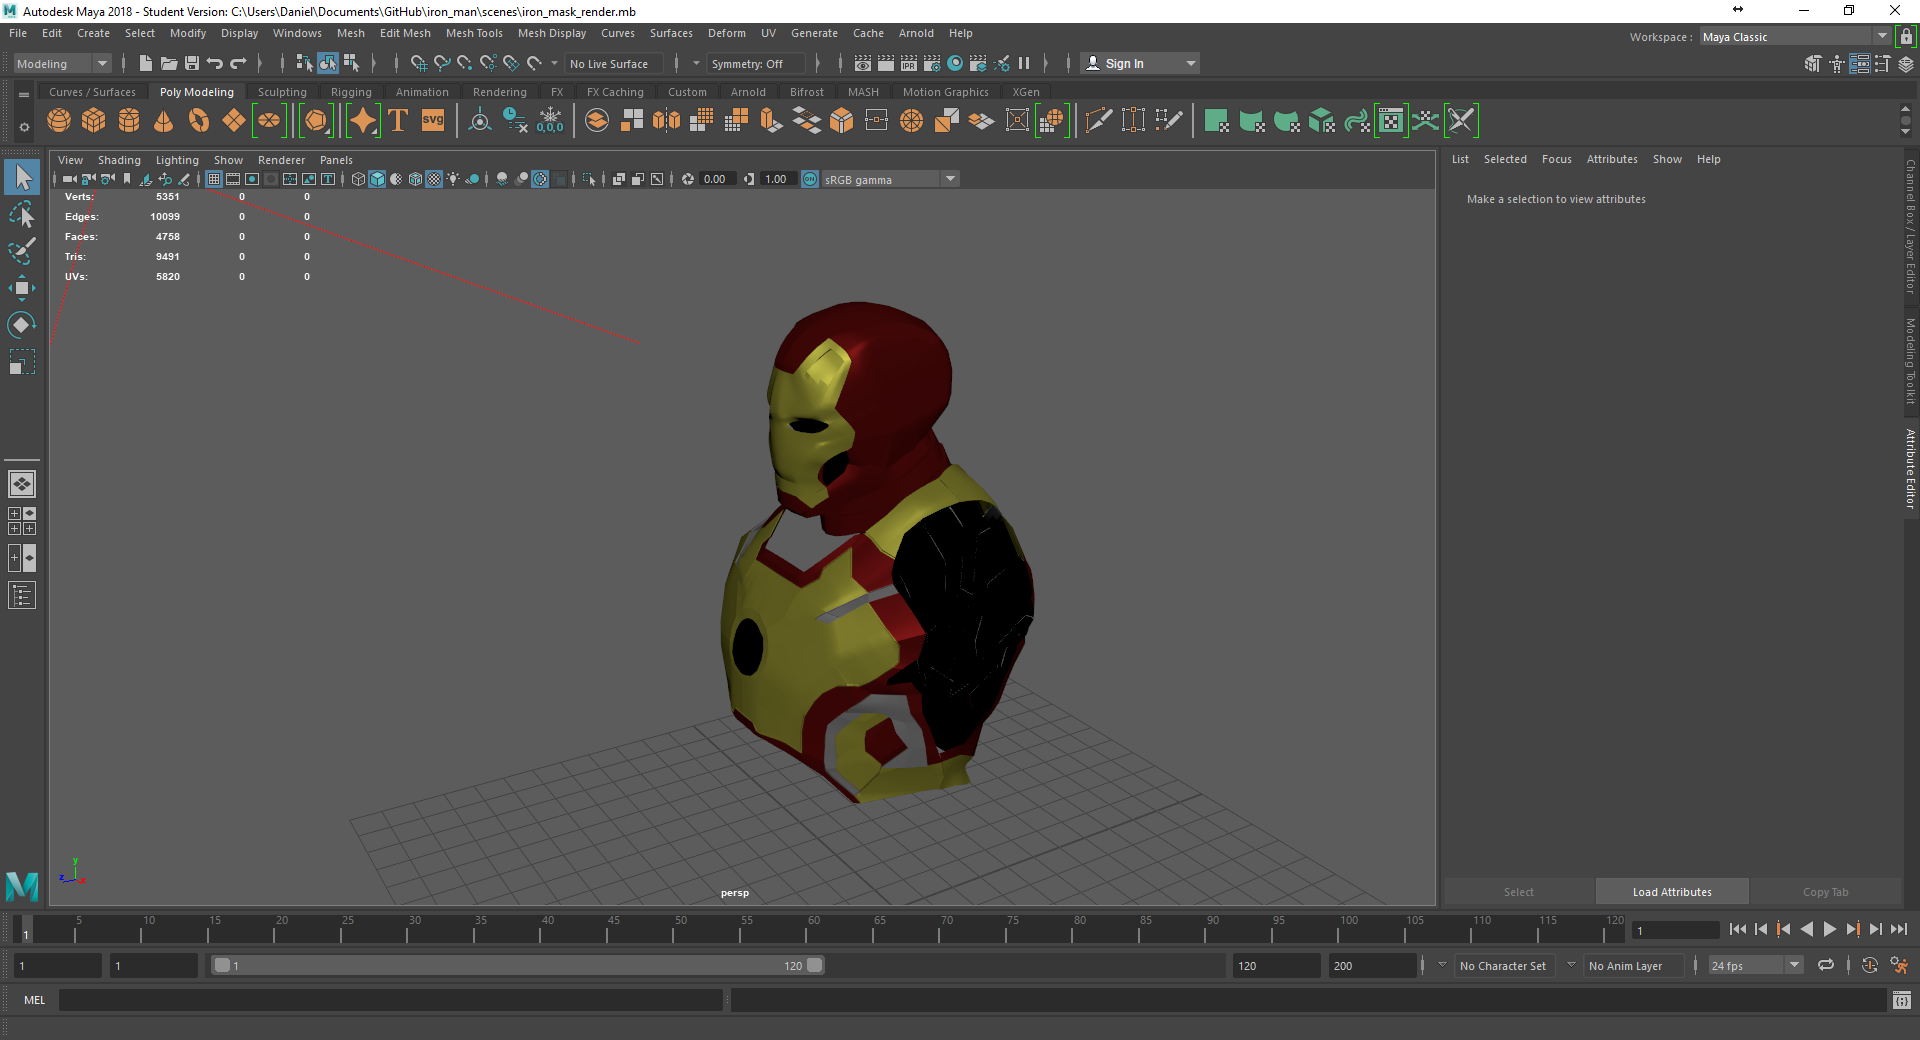 Autodesk Maya 2018 - Student Version: C:\Users\Daniel\Documents\GitHub\iron_man\scenes\iron_mask_render.mb
File Edit Create Select Modify Display Windows Mesh Edit Mesh Mesh Tools Mesh Display Curves Surfaces Deform UV Generate Cache Arnold Help
Workspace : Maya Classic
Modeling No Live Surface Symmetry: Off IPR Sign In
Curves / Surfaces Poly Modeling Sculpting Rigging Animation Rendering FX FX Caching Custom Arnold Bifrost MASH Motion Graphics XGen
T svg 0,0,0
View Shading Lighting Show Renderer Panels
0.00 1.00 ON sRGB gamma
List Selected Focus Attributes Show Help
Make a selection to view attributes
Verts: 5351 0 0
Edges: 10099 0 0
Faces: 4758 0 0
Tris: 9491 0 0
UVs: 5820 0 0
Channel Box / Layer Editor
Modeling Toolkit
Attribute Editor
y
z x
persp
Select Load Attributes Copy Tab
5 10 15 20 25 30 35 40 45 50 55 60 65 70 75 80 85 90 95 100 105 110 115 120
1 1
1 1 1 120 120 200 No Character Set No Anim Layer 24 fps
MEL